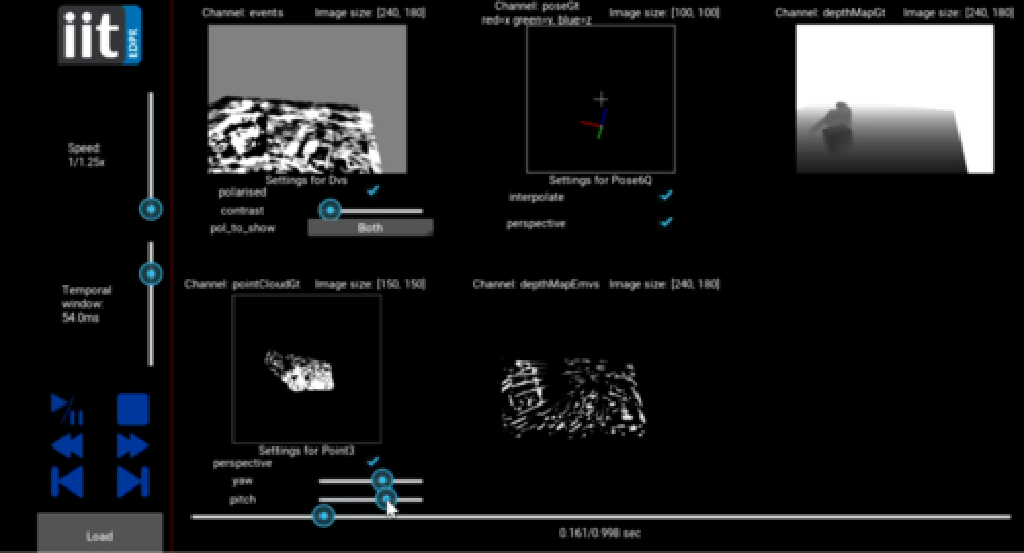 iit
EDPR
Speed:
1/1.25x
Temporal
window:
54.0ms
Load
Channel: events Image size: [240, 180]
Settings for Dvs
polarised
contrast
pol_to_show Both
Channel: poseGt
red=x green=y, blue=z Image size: [100, 100]
Settings for Pose6Q
interpolate
perspective
Channel: depthMapGt Image size: [240, 180]
Channel: pointCloudGt Image size: [150, 150]
Settings for Point3
perspective
yaw
pitch
Channel: depthMapEmvs Image size: [240, 180]
0.161/0.998 sec